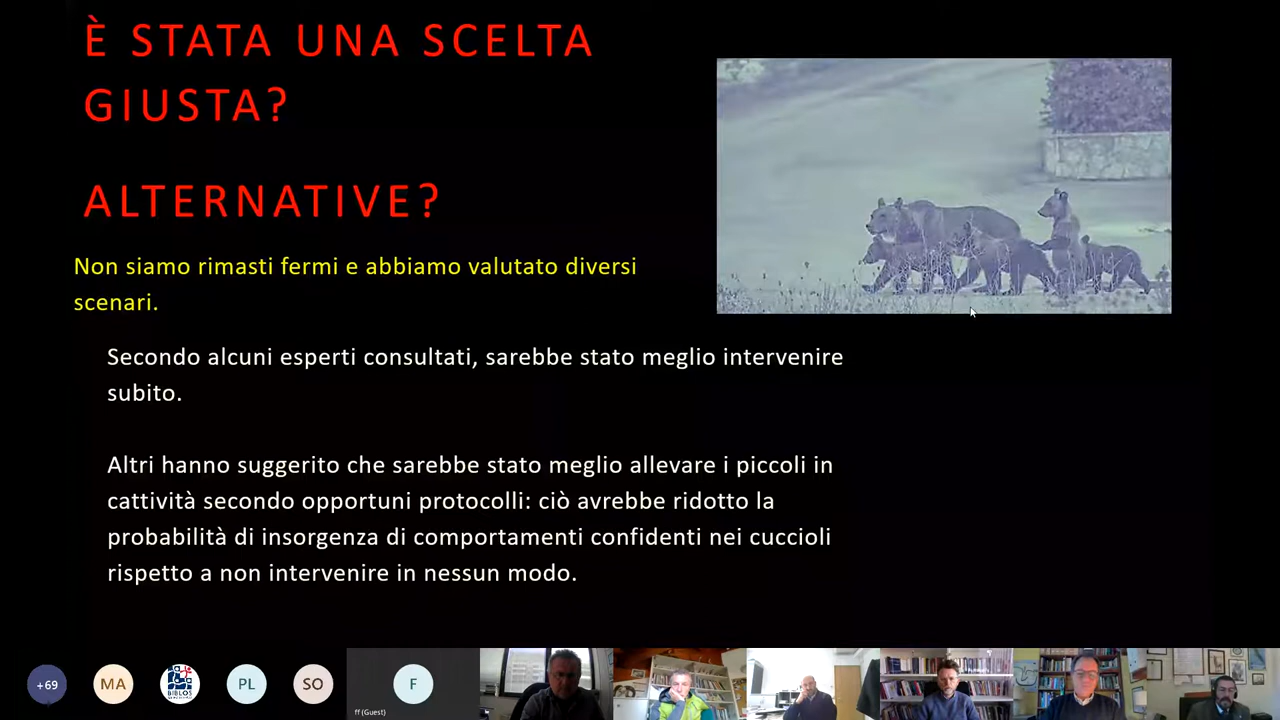 È STATA UNA SCELTA
GIUSTA?
ALTERNATIVE?
Non siamo rimasti fermi e abbiamo valutato diversi
scenari.
Secondo alcuni esperti consultati, sarebbe stato meglio intervenire
subito.
Altri hanno suggerito che sarebbe stato meglio allevare i piccoli in
cattività secondo opportuni protocolli: ciò avrebbe ridotto la
probabilità di insorgenza di comportamenti confidenti nei cuccioli
rispetto a non intervenire in nessun modo.
+69
MA
BIBLOS
PL
SO
F
ff (Guest)